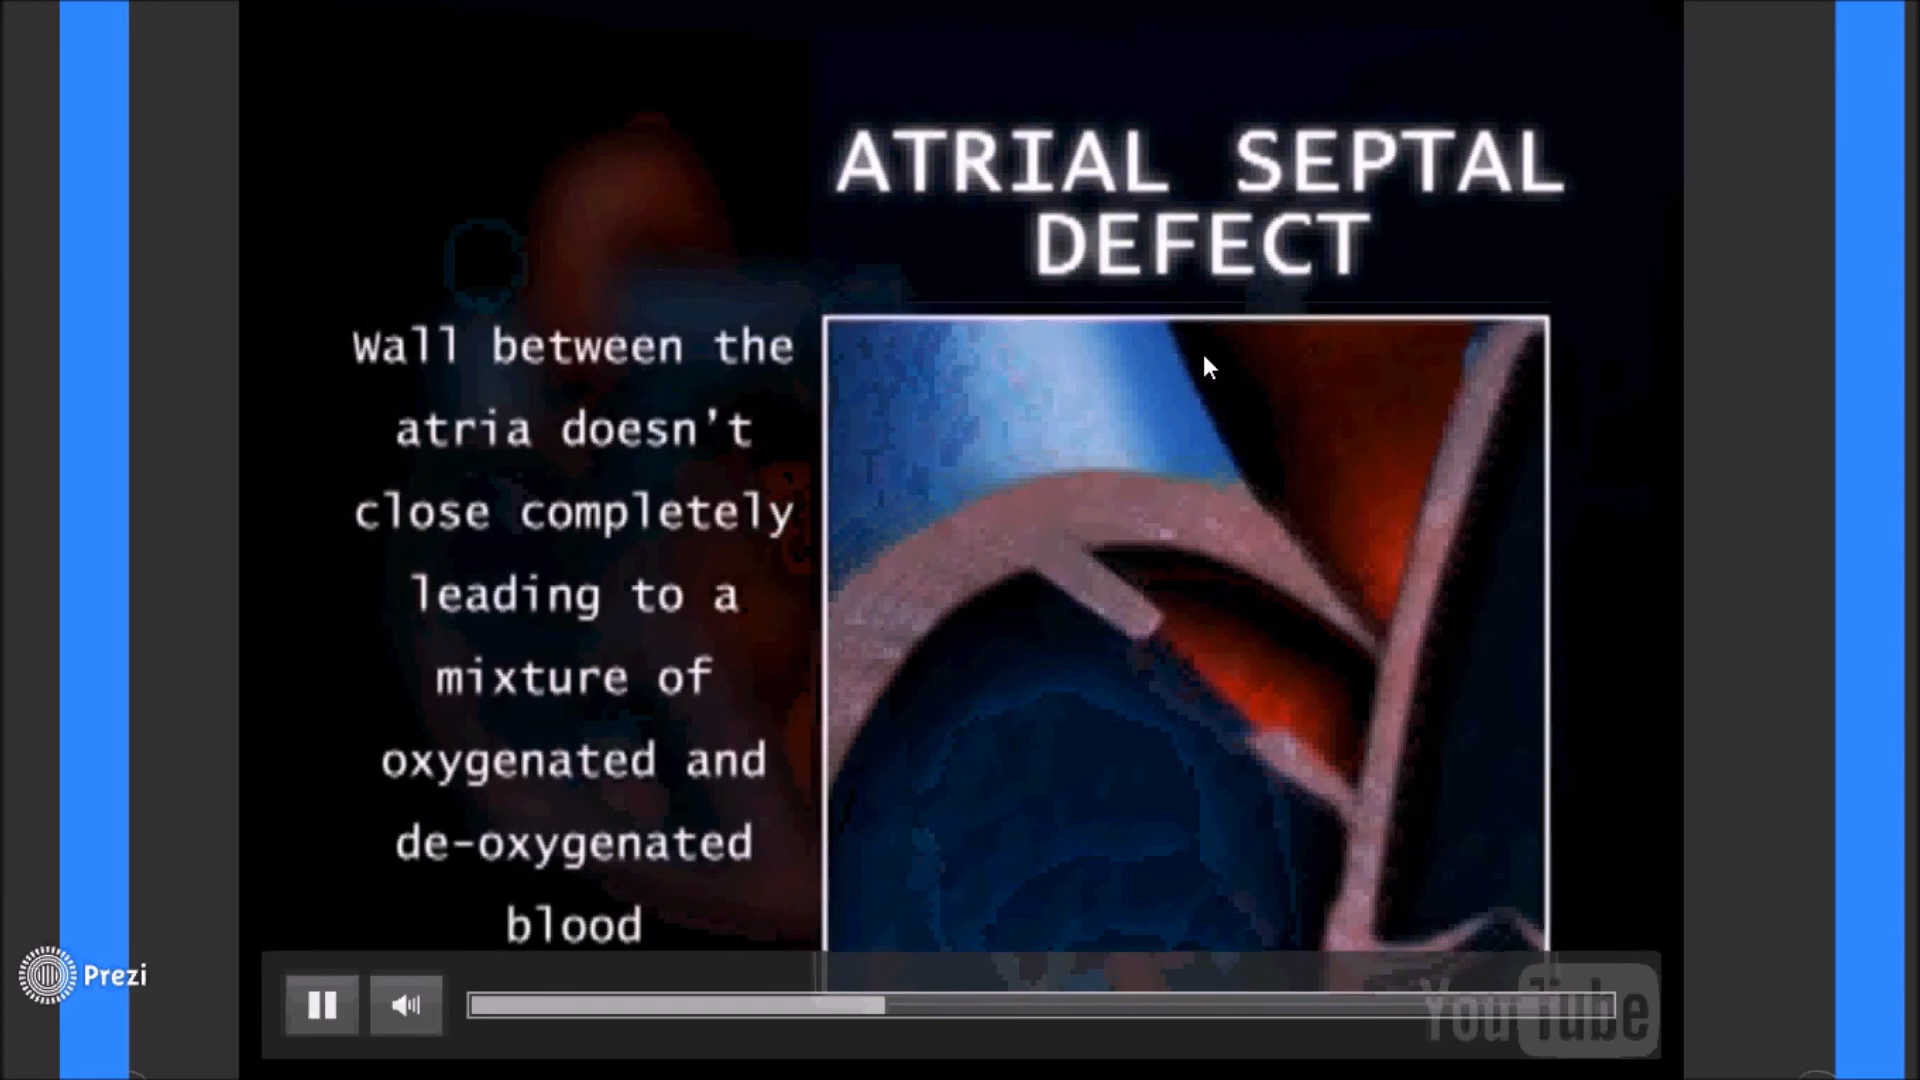 ATRIAL SEPTAL
DEFECT
Wall between the
atria doesn't
close completely
leading to a
mixture of
oxygenated and
de-oxygenated
blood
Prezi
YouTube